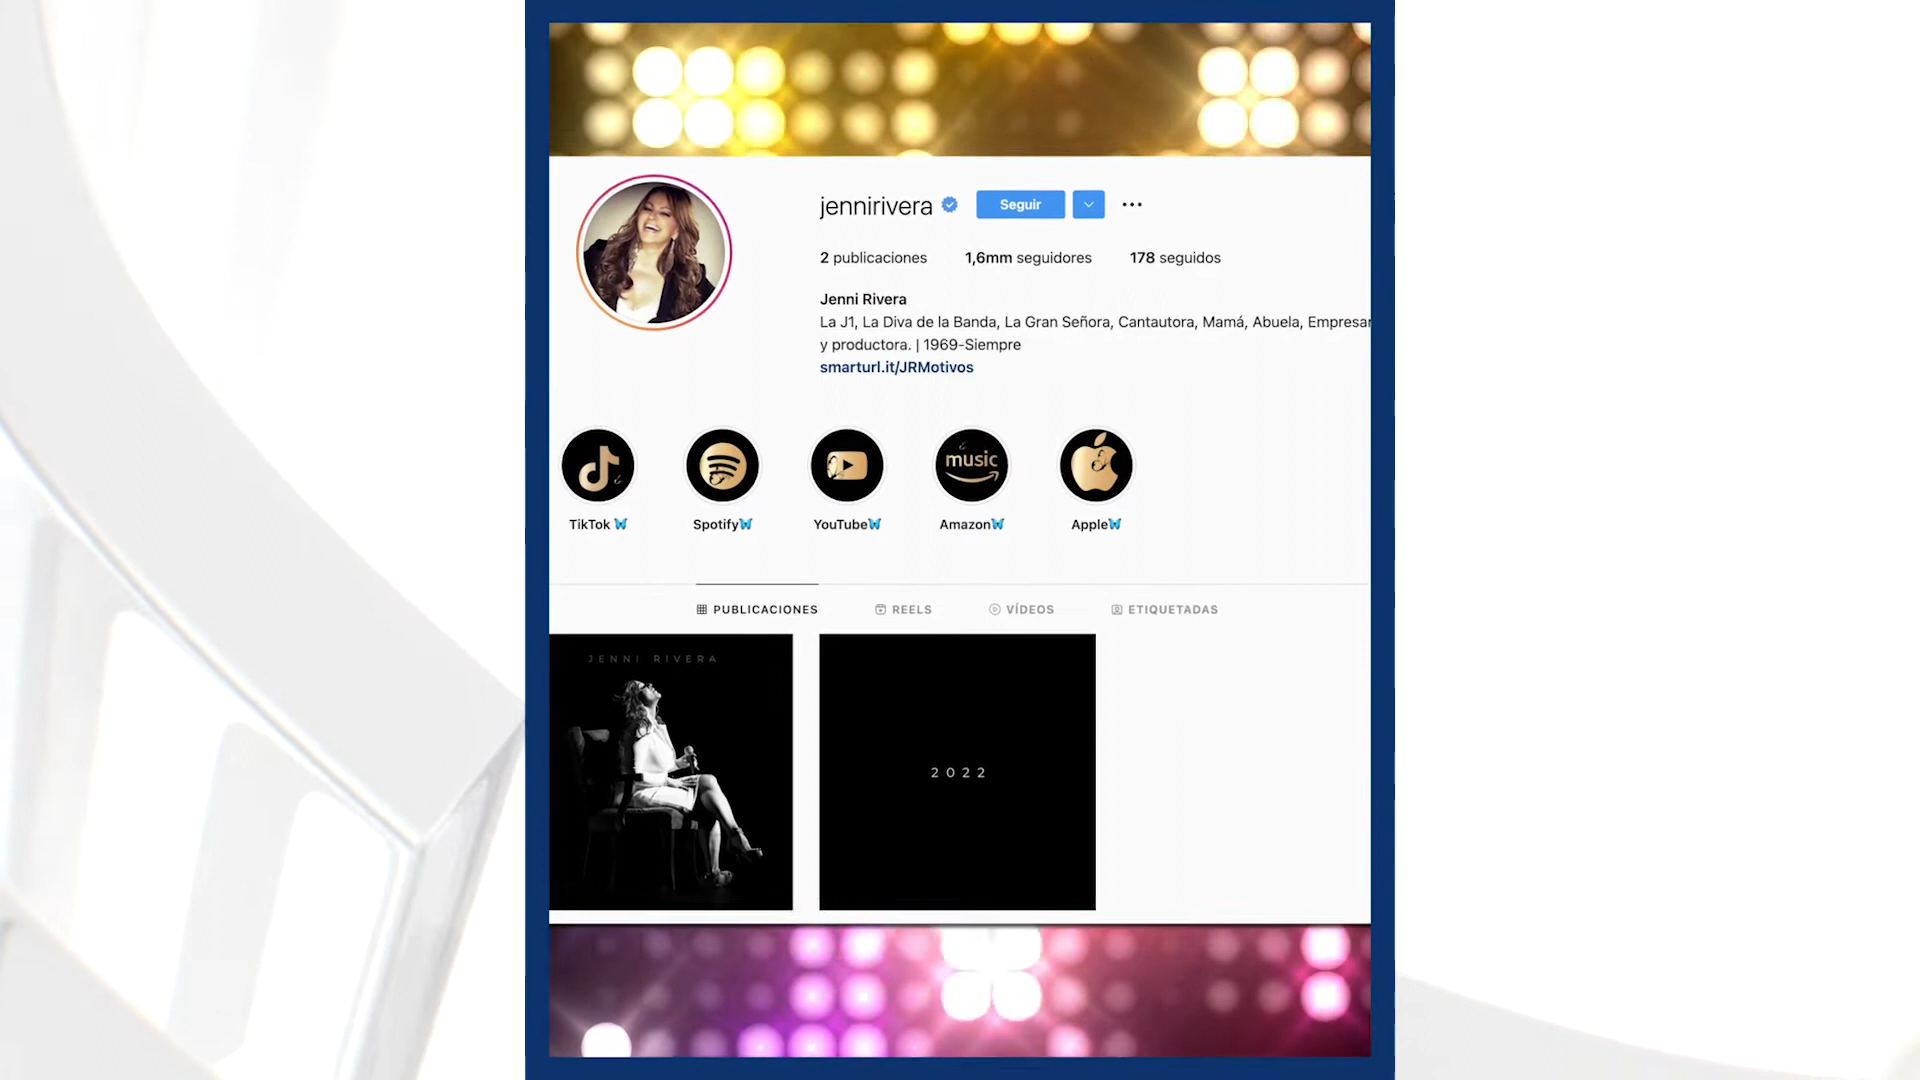 jennirivera
Seguir
2 publicaciones 1,6mm seguidores 178 seguidos
Jenni Rivera
La J1, La Diva de la Banda, La Gran Señora, Cantautora, Mamá, Abuela, Empresar
y productora. | 1969-Siempre
smarturl.it/JRMotivos
music
TikTok Spotify YouTube Amazon Apple
PUBLICACIONES REELS VÍDEOS ETIQUETADAS
JENNI RIVERA
2022